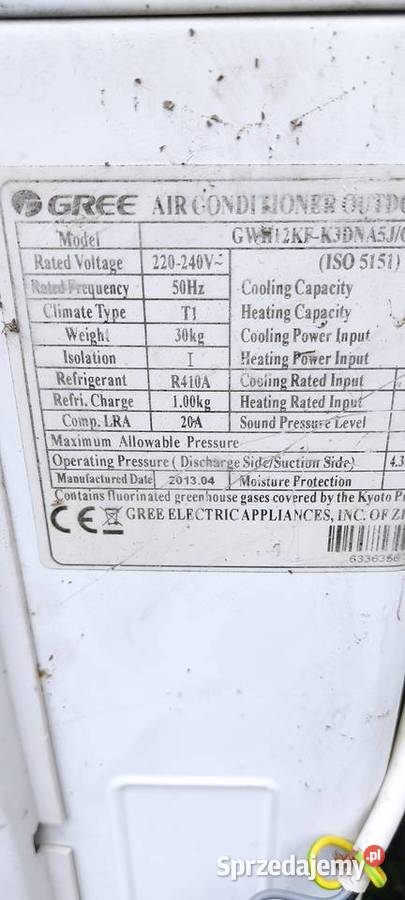 GREE AIR CONDITIONER OUTDO
Model GWH12KF-K3DNA5J/
Rated Voltage 220-240V~ (ISO 5151)
Rated Frequency 50Hz Cooling Capacity
Climate Type T1 Heating Capacity
Weight 30kg Cooling Power Input
Isolation I Heating Power Input
Refrigerant R410A Cooling Rated Input
Refri. Charge 1.00kg Heating Rated Input
Comp. LRA 20A Sound Pressure Level
Maximum Allowable Pressure
Operating Pressure (Discharge Side/Suction Side) 4.3
Manufactured Date 2013.04 Moisture Protection
Contains fluorinated greenhouse gases covered by the Kyoto P
CE GREE ELECTRIC APPLIANCES, INC. OF Z
6336356
Sprzedajemy.pl